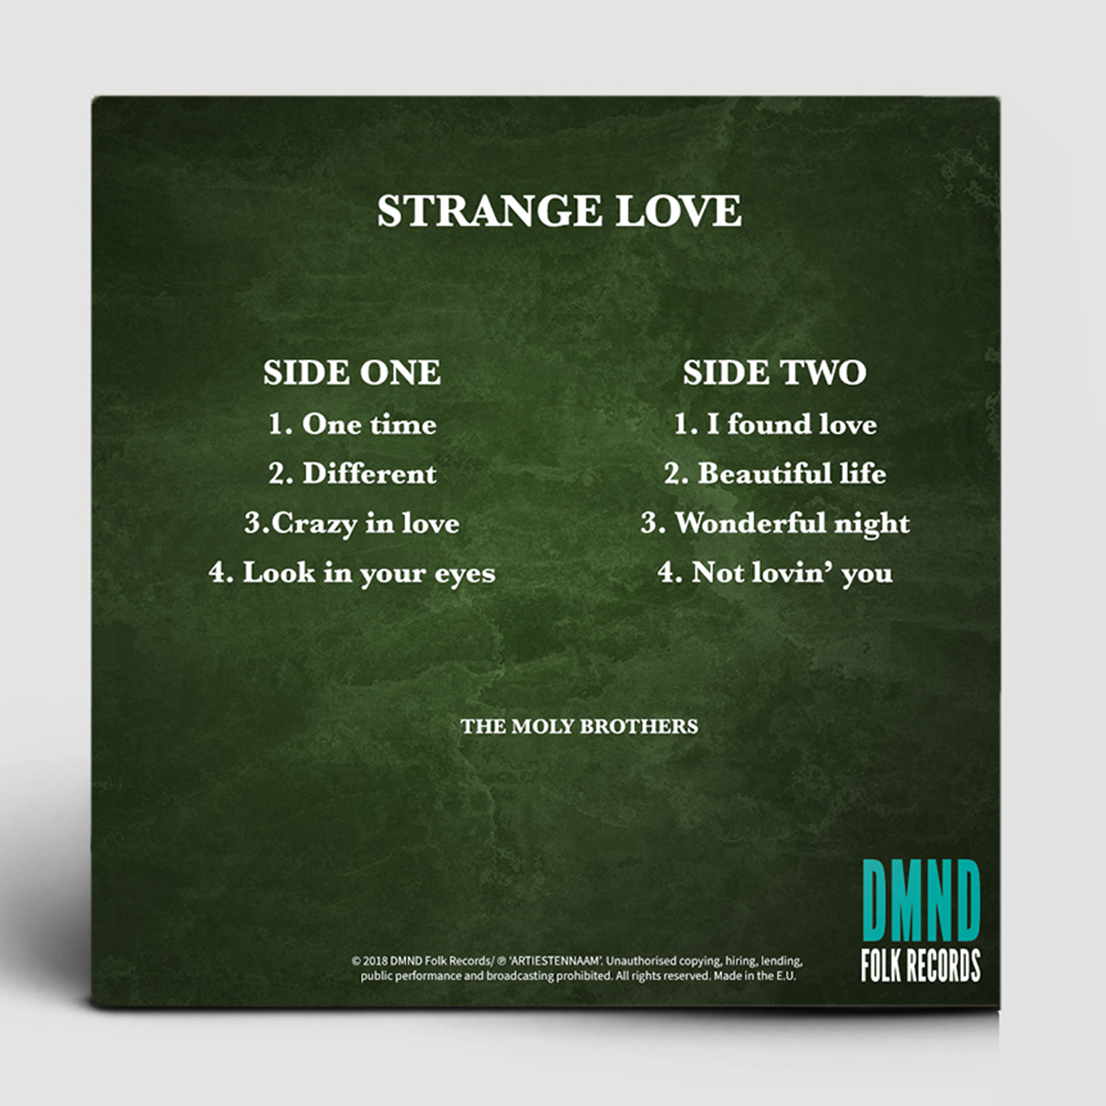 STRANGE LOVE
SIDE ONE
1. One time
2. Different
3.Crazy in love
4. Look in your eyes
SIDE TWO
1. I found love
2. Beautiful life
3. Wonderful night
4. Not lovin’ you
THE MOLY BROTHERS
DMND
FOLK RECORDS
© 2018 DMND Folk Records/ ℗ ‘ARTIESTENNAAM’. Unauthorised copying, hiring, lending,
public performance and broadcasting prohibited. All rights reserved. Made in the E.U.